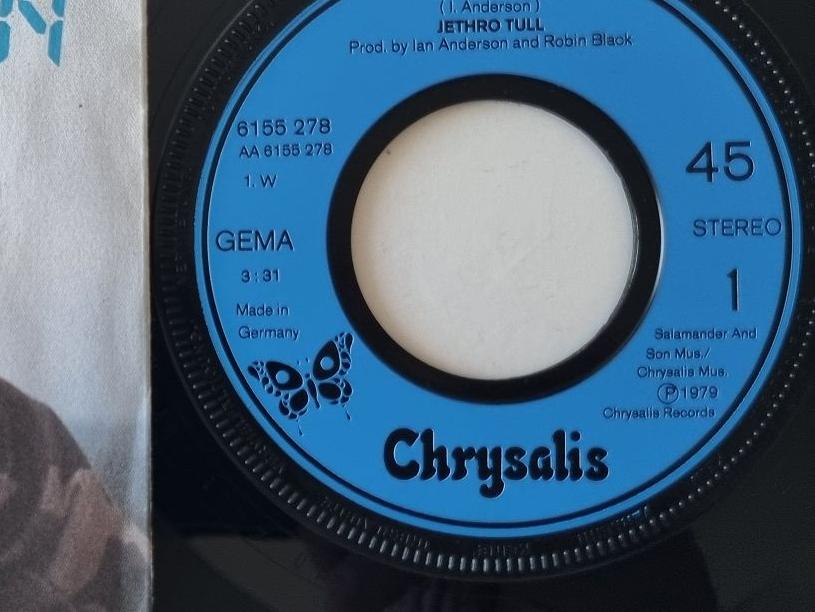 ( I. Anderson )
JETHRO TULL
Prod. by Ian Anderson and Robin Black
6155 278
AA 6155 278
1. W
GEMA
3:31
Made in
Germany
45
STEREO
1
Salamander And
Son Mus./
Chrysalis Mus.
Ⓟ 1979
Chrysalis Records
Chrysalis